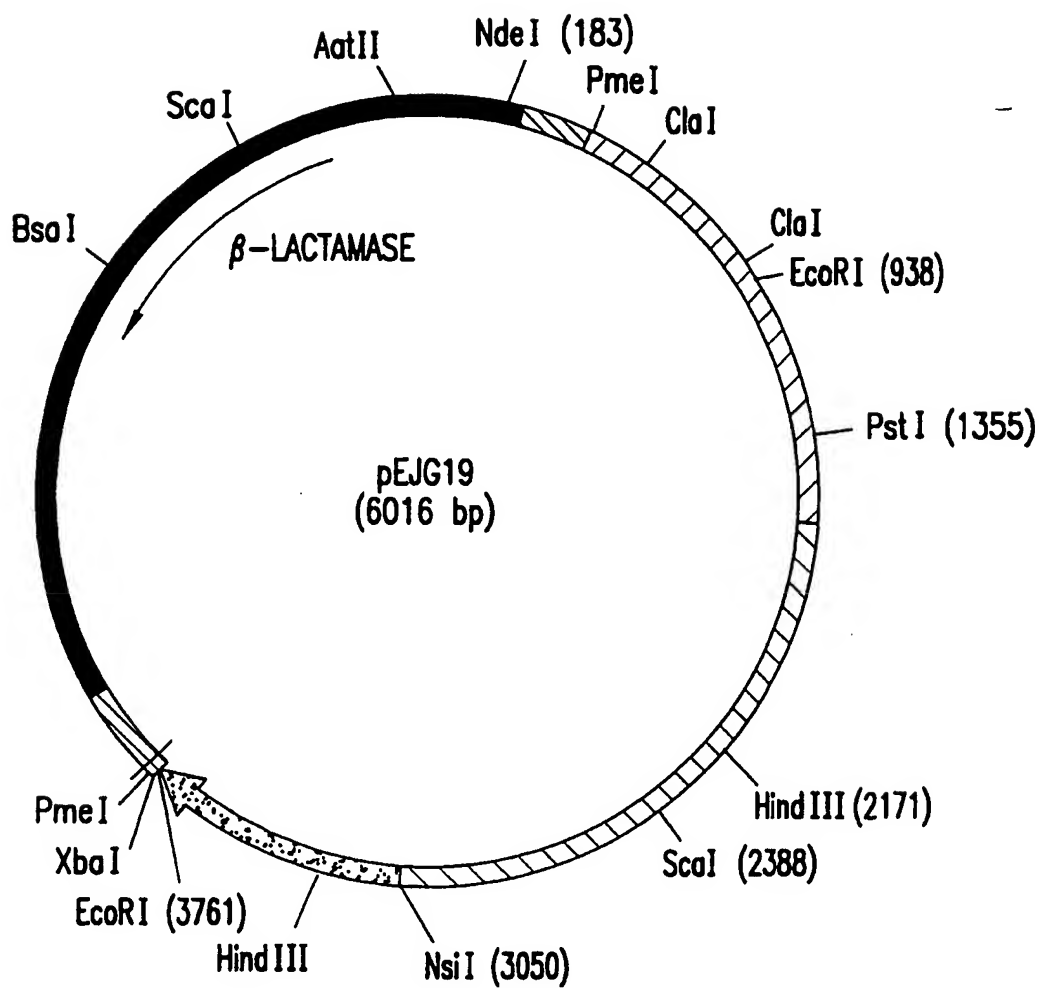 NdeI (183)
AatII
PmeI
ScaI
ClaI
BsaI
β-LACTAMASE
ClaI
EcoRI (938)
PstI (1355)
pEJG19
(6016 bp)
HindIII (2171)
ScaI (2388)
PmeI
XbaI
EcoRI (3761)
HindIII
NsiI (3050)